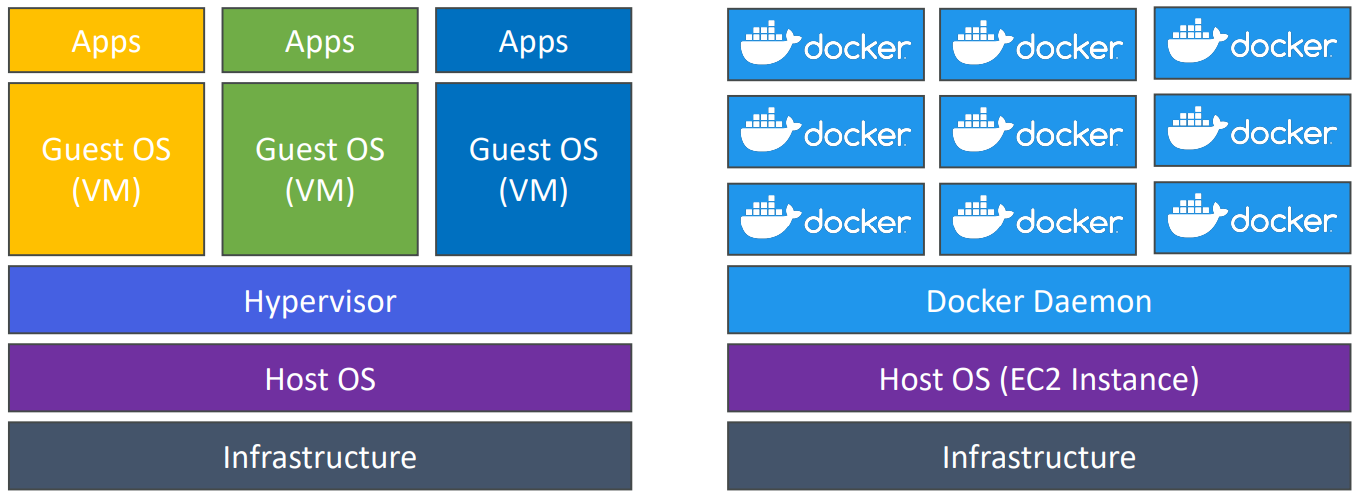 Apps Apps Apps
Guest OS Guest OS Guest OS
(VM) (VM) (VM)
Hypervisor
Host OS
Infrastructure
docker docker docker
docker docker docker
docker docker docker
Docker Daemon
Host OS (EC2 Instance)
Infrastructure